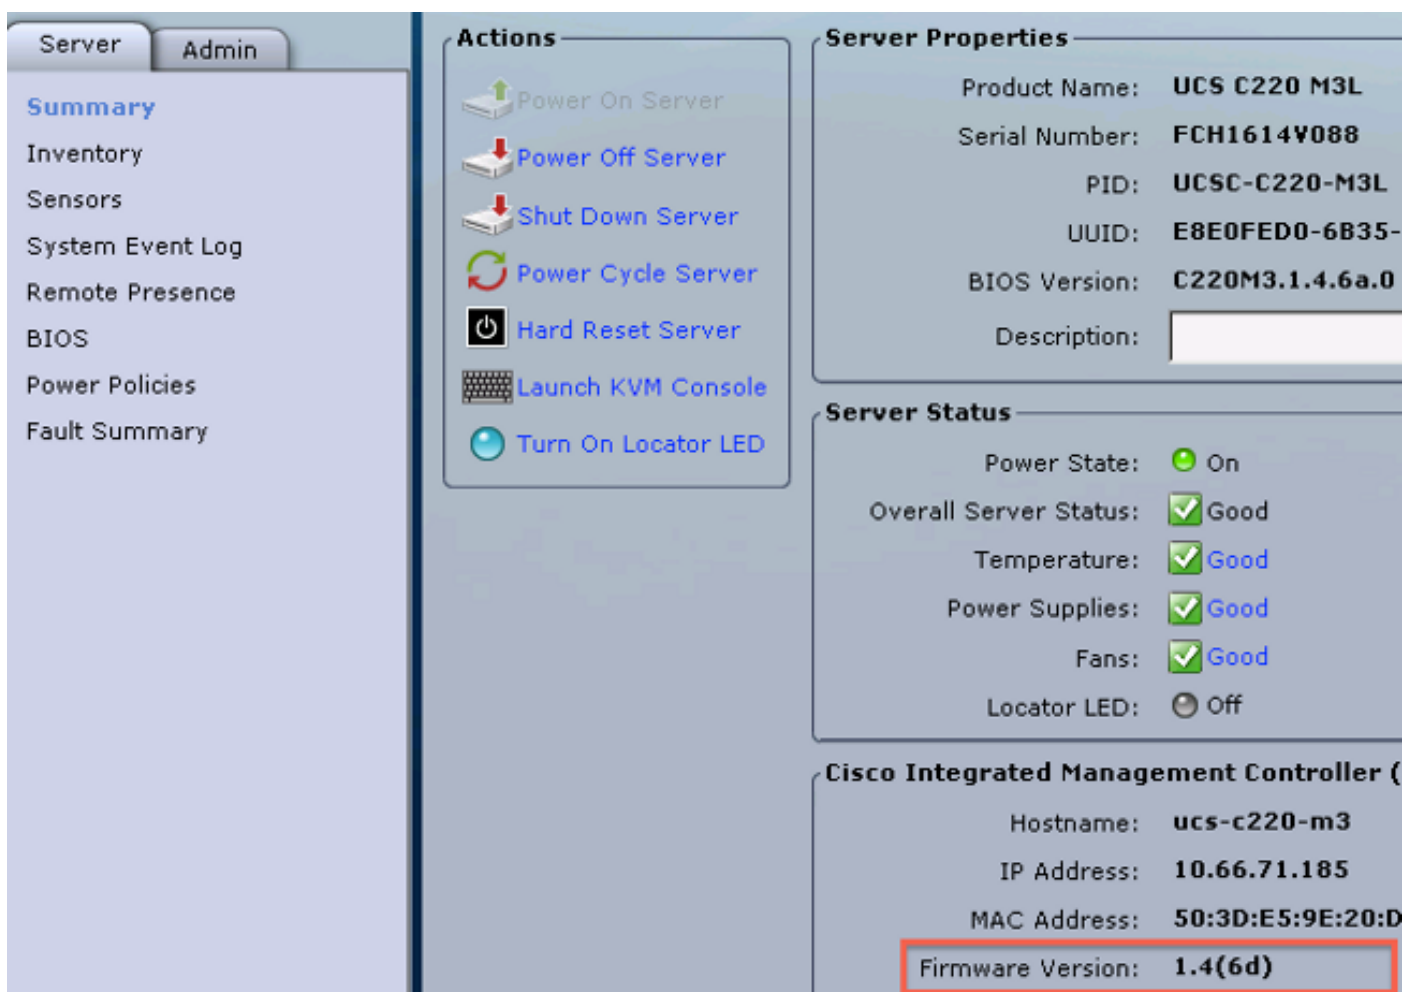 Server
Admin
Summary
Inventory
Sensors
System Event Log
Remote Presence
BIOS
Power Policies
Fault Summary
Actions
Power On Server
Power Off Server
Shut Down Server
Power Cycle Server
Hard Reset Server
Launch KVM Console
Turn On Locator LED
Server Properties
Product Name: UCS C220 M3L
Serial Number: FCH1614V088
PID: UCSC-C220-M3L
UUID: E8E0FED0-6B35-
BIOS Version: C220M3.1.4.6a.0
Description:
Server Status
Power State: On
Overall Server Status: Good
Temperature: Good
Power Supplies: Good
Fans: Good
Locator LED: Off
Cisco Integrated Management Controller (
Hostname: ucs-c220-m3
IP Address: 10.66.71.185
MAC Address: 50:3D:E5:9E:20:D
Firmware Version: 1.4(6d)